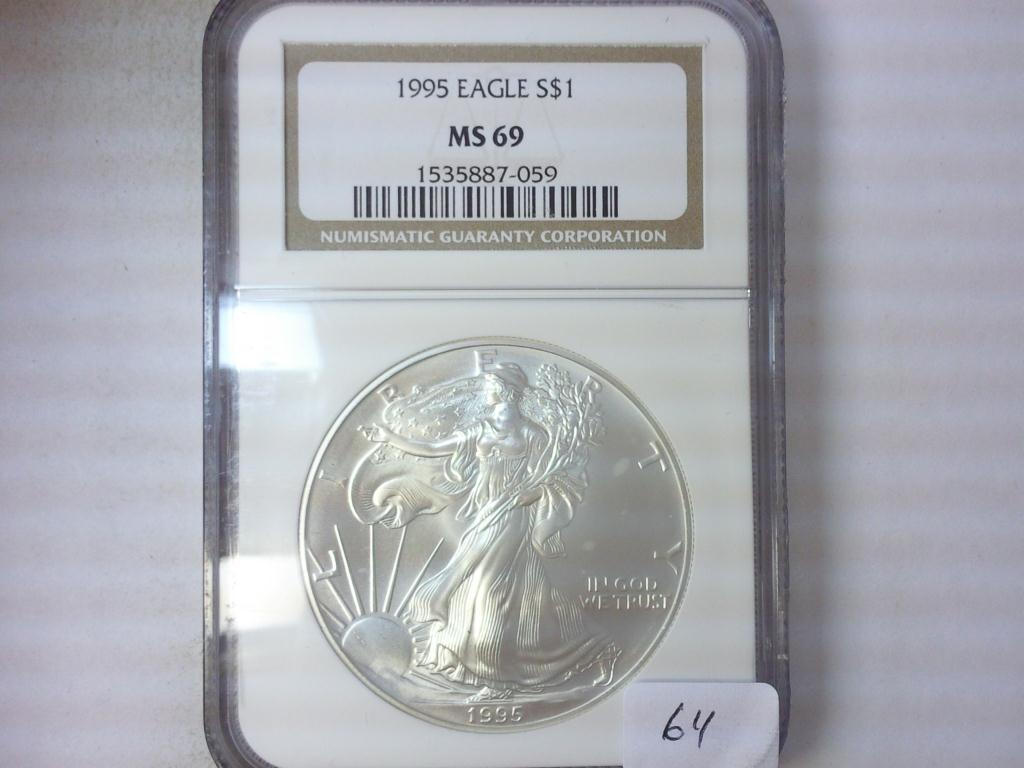 1995 EAGLE S$1
MS 69
1535887-059
NUMISMATIC GUARANTY CORPORATION
LIBERTY
IN GOD
WE TRUST
1995
64